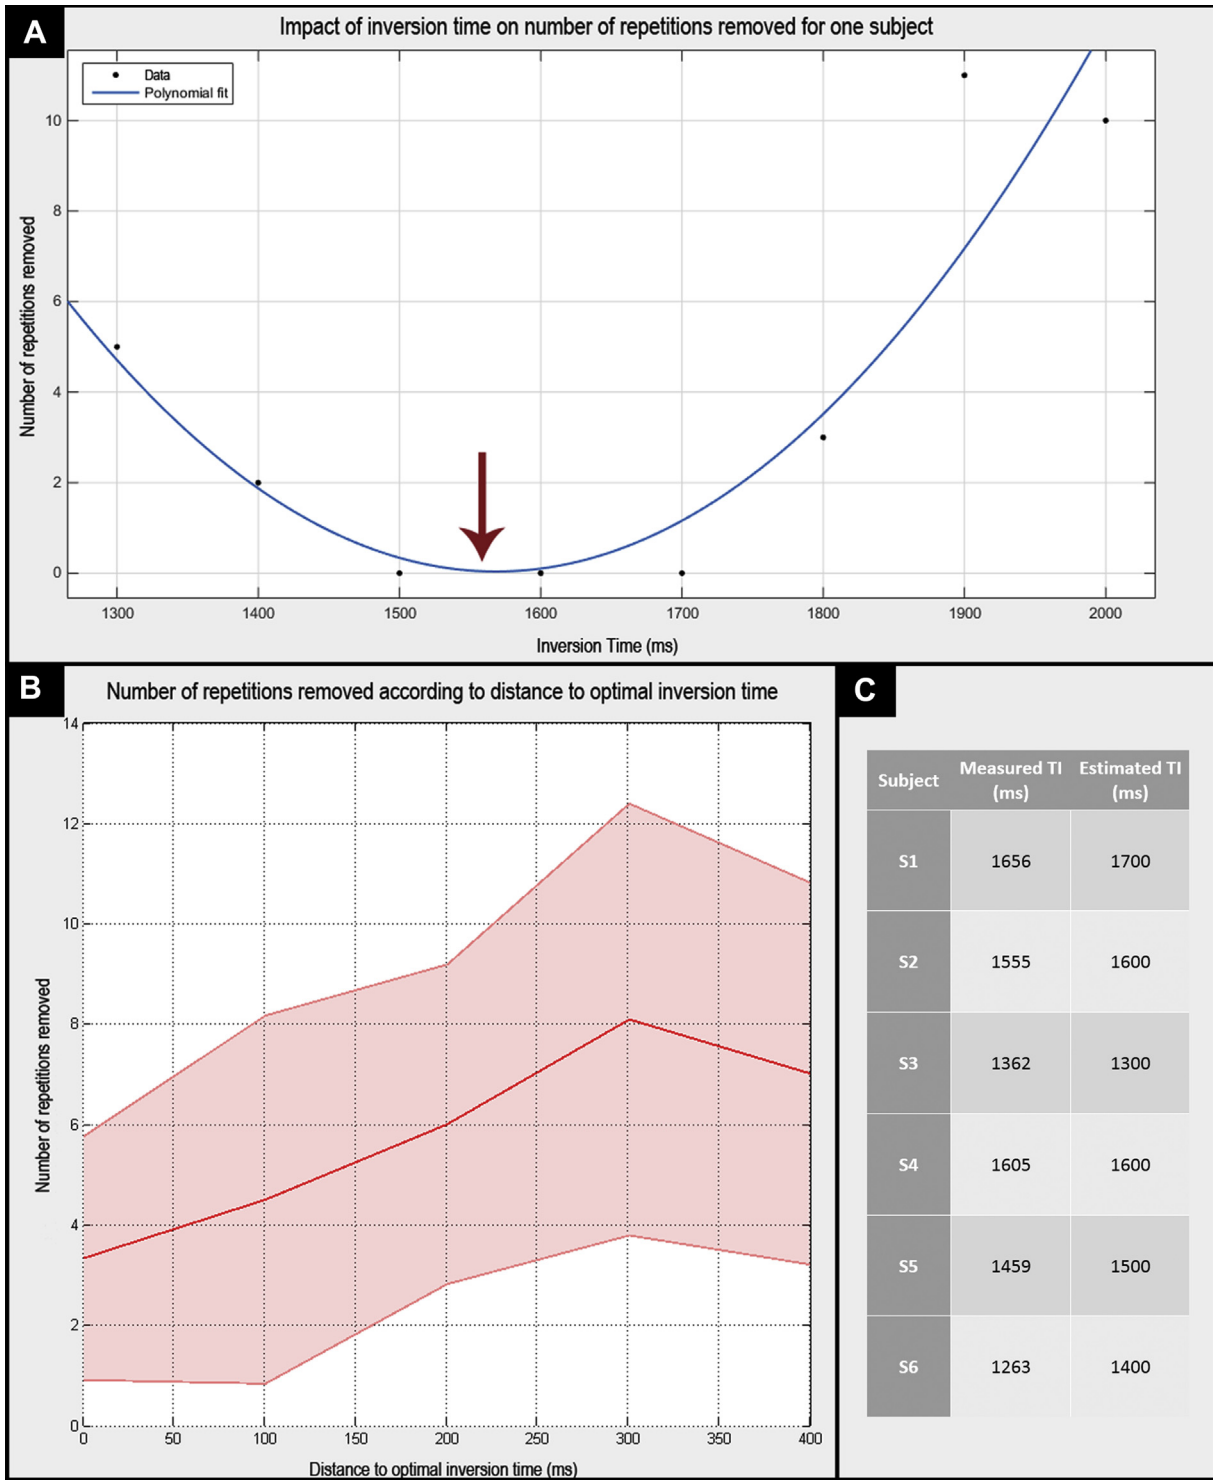 A
Impact of inversion time on number of repetitions removed for one subject
Data
Polynomial fit
Number of repetitions removed
10
8
6
4
2
0
1300 1400 1500 1600 1700 1800 1900 2000
Inversion Time (ms)
B
Number of repetitions removed according to distance to optimal inversion time
Number of repetitions removed
14
12
10
8
6
4
2
0
0 50 100 150 200 250 300 350 400
Distance to optimal inversion time (ms)
C
Subject Measured TI (ms) Estimated TI (ms)
S1 1656 1700
S2 1555 1600
S3 1362 1300
S4 1605 1600
S5 1459 1500
S6 1263 1400